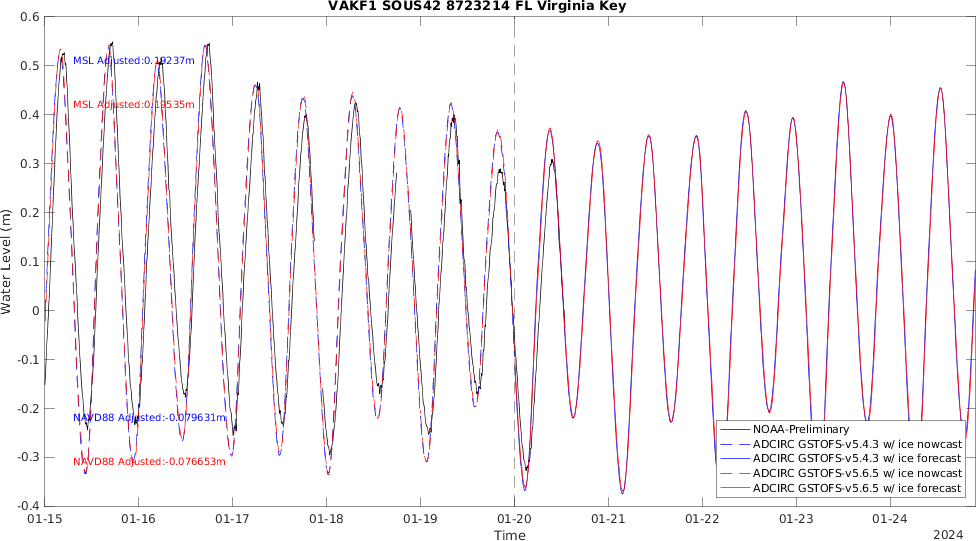 VAKF1 SOUS42 8723214 FL Virginia Key
Water Level (m)
0.6
0.5
0.4
0.3
0.2
0.1
0
-0.1
-0.2
-0.3
-0.4
MSL Adjusted:0.19237m
MSL Adjusted:0.19535m
NAVD88 Adjusted:-0.079631m
NAVD88 Adjusted:-0.076653m
NOAA-Preliminary
ADCIRC GSTOFS-v5.4.3 w/ ice nowcast
ADCIRC GSTOFS-v5.4.3 w/ ice forecast
ADCIRC GSTOFS-v5.6.5 w/ ice nowcast
ADCIRC GSTOFS-v5.6.5 w/ ice forecast
01-15 01-16 01-17 01-18 01-19 01-20 01-21 01-22 01-23 01-24
Time
2024